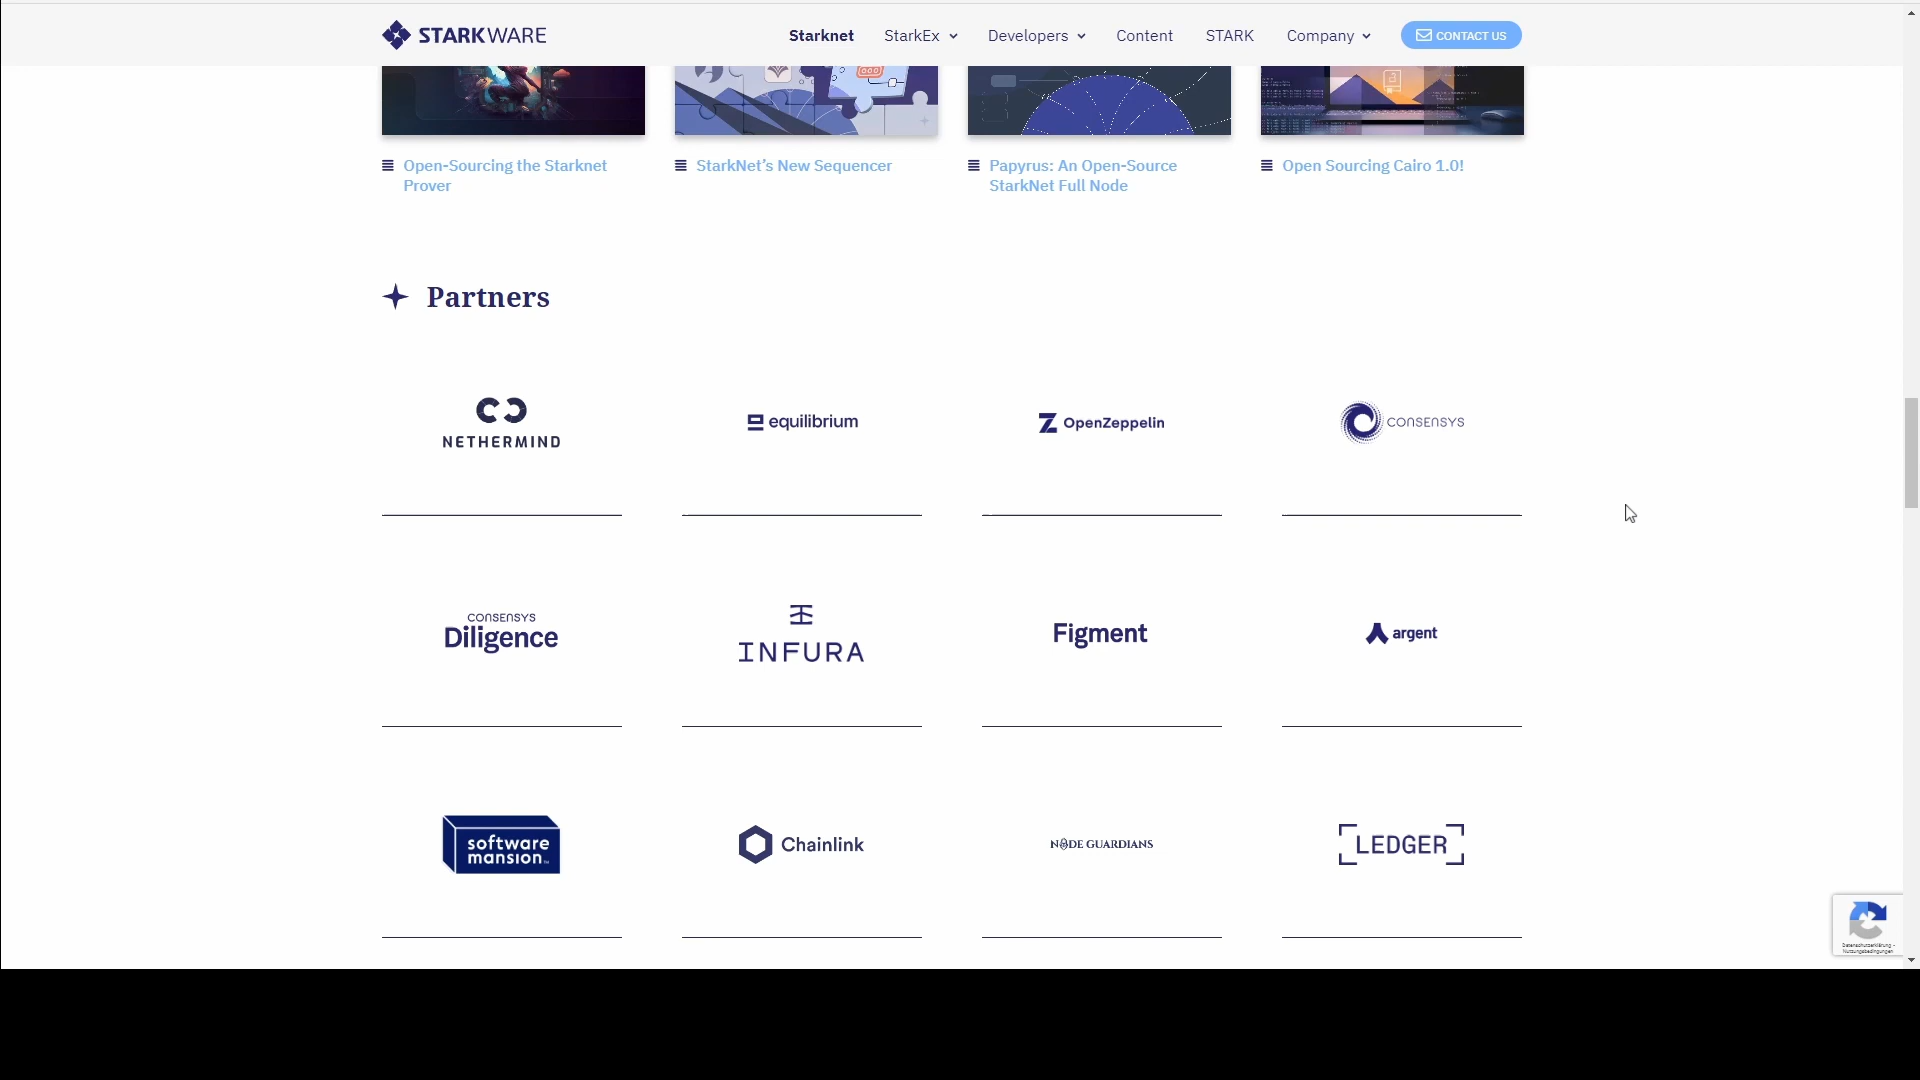 STARKWARE
Starknet StarkEx Developers Content STARK Company CONTACT US
Open-Sourcing the Starknet
Prover
StarkNet’s New Sequencer
Papyrus: An Open-Source
StarkNet Full Node
Open Sourcing Cairo 1.0!
Partners
NETHERMIND
equilibrium
OpenZeppelin
CONSENSYS
CONSENSYS
Diligence
INFURA
Figment
argent
software
mansion
Chainlink
NODE GUARDIANS
LEDGER
Datenschutzerklärung -
Nutzungsbedingungen